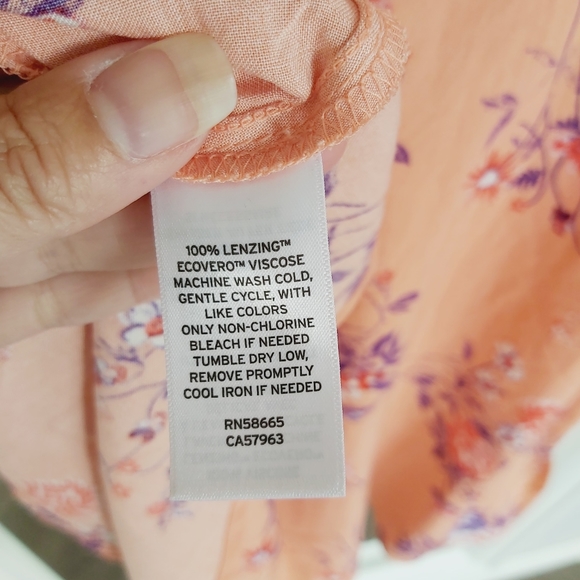 100% LENZING™
ECOVERO™ VISCOSE
MACHINE WASH COLD,
GENTLE CYCLE, WITH
LIKE COLORS
ONLY NON-CHLORINE
BLEACH IF NEEDED
TUMBLE DRY LOW,
REMOVE PROMPTLY
COOL IRON IF NEEDED
RN58665
CA57963